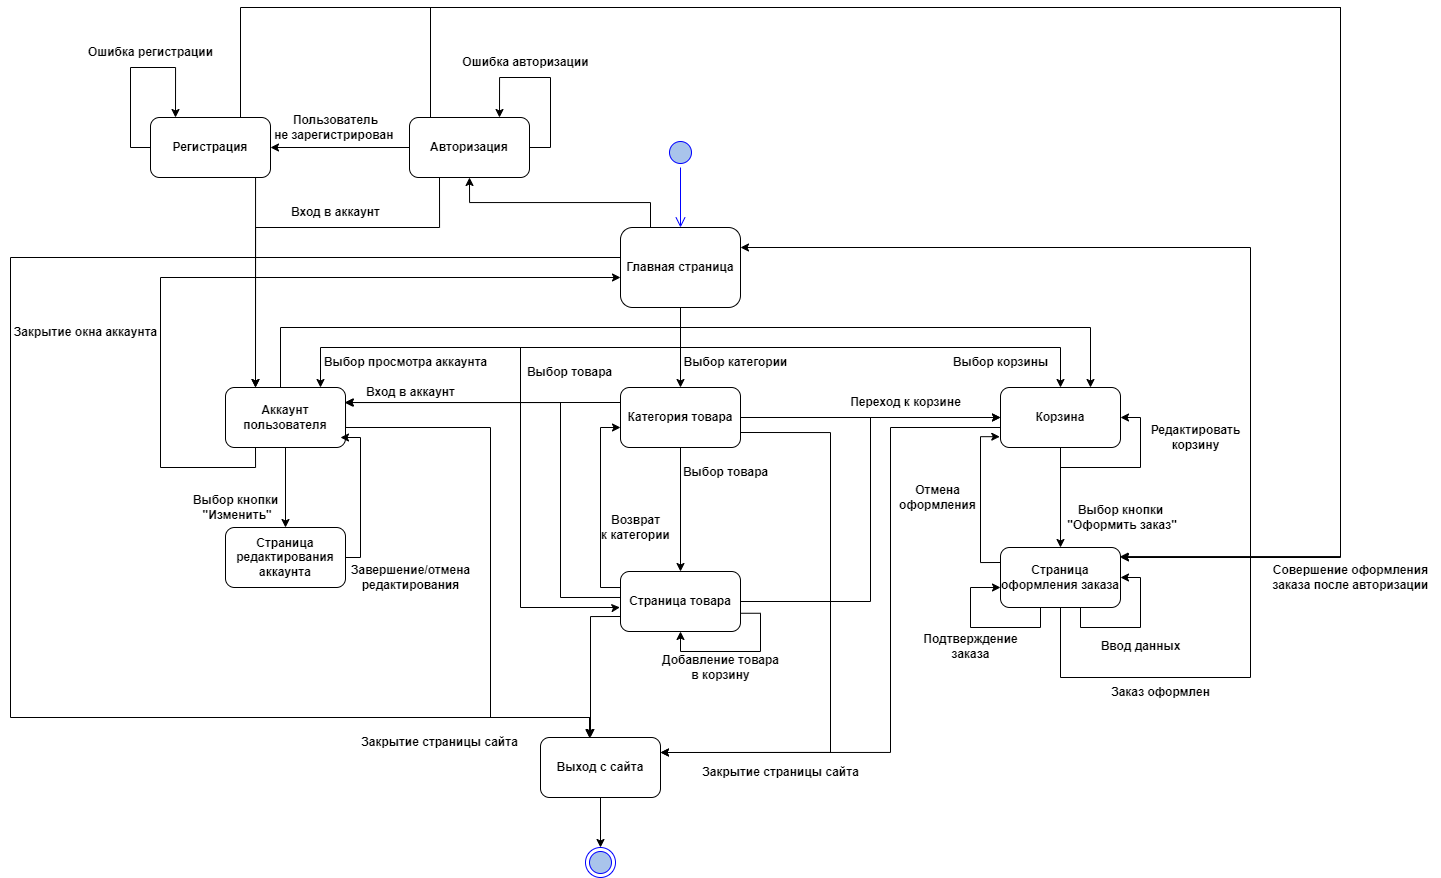 Ошибка регистрации
Ошибка авторизации
Пользователь
не зарегистрирован
Регистрация
Авторизация
Вход в аккаунт
Главная страница
Закрытие окна аккаунта
Выбор просмотра аккаунта
Выбор категории
Выбор корзины
Выбор товара
Вход в аккаунт
Переход к корзине
Аккаунт
пользователя
Категория товара
Корзина
Редактировать
корзину
Выбор товара
Выбор кнопки
"Изменить"
Отмена
оформления
Возврат
к категории
Выбор кнопки
"Оформить заказ"
Страница
редактирования
аккаунта
Завершение/отмена
редактирования
Страница
оформления заказа
Совершение оформления
заказа после авторизации
Страница товара
Подтверждение
заказа
Ввод данных
Добавление товара
в корзину
Заказ оформлен
Закрытие страницы сайта
Выход с сайта
Закрытие страницы сайта